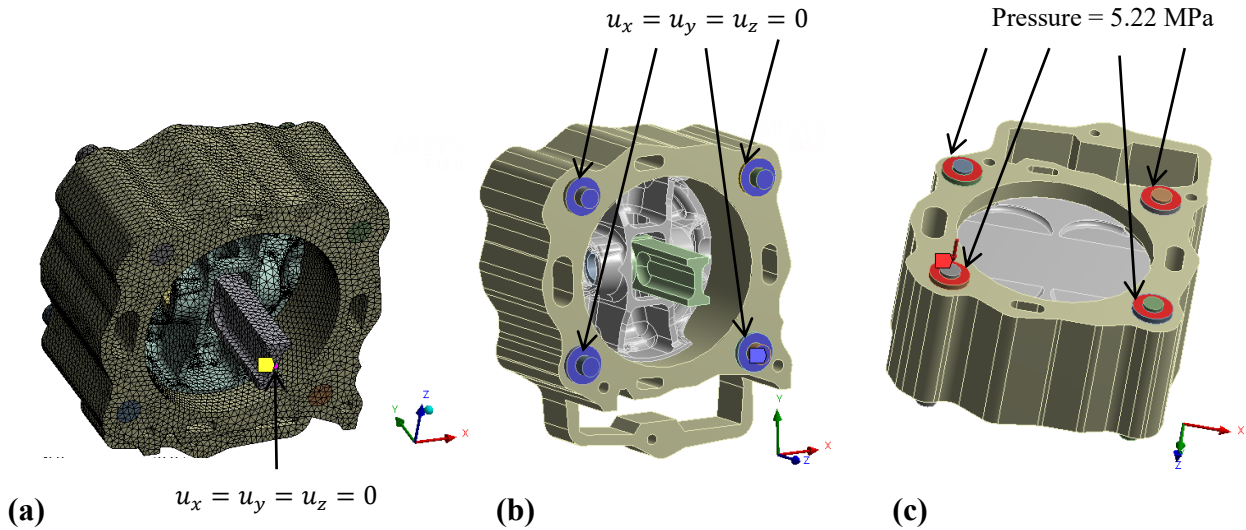 u_x = u_y = u_z = 0
Pressure = 5.22 MPa
Y
Z
X
Y
X
Z
X
Z
u_x = u_y = u_z = 0
(a)
(b)
(c)